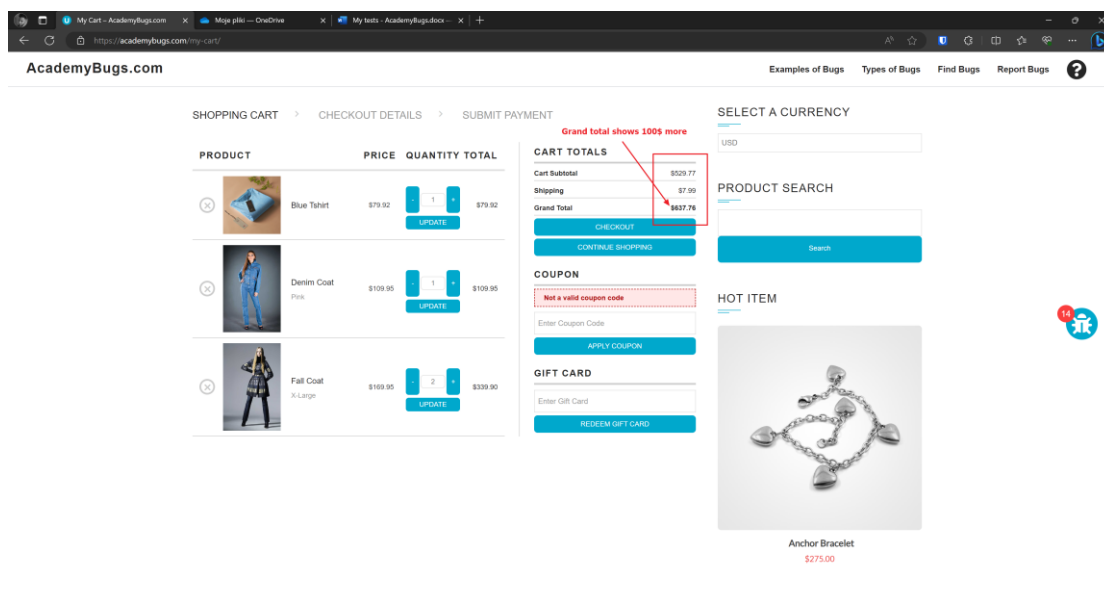 My Cart – AcademyBugs.com
Moje pliki — OneDrive
My tests - AcademyBugs.docx —
https://academybugs.com/my-cart/
AcademyBugs.com
Examples of Bugs Types of Bugs Find Bugs Report Bugs
SHOPPING CART > CHECKOUT DETAILS > SUBMIT PAYMENT
Grand total shows 100$ more
PRODUCT PRICE QUANTITY TOTAL
Blue Tshirt $79.92 - 1 + $79.92
UPDATE
Denim Coat
Pink
$109.95 - 1 + $109.95
UPDATE
Fall Coat
X-Large
$169.95 - 2 + $339.90
UPDATE
CART TOTALS
Cart Subtotal $529.77
Shipping $7.99
Grand Total $637.76
CHECKOUT
CONTINUE SHOPPING
COUPON
Not a valid coupon code
Enter Coupon Code
APPLY COUPON
GIFT CARD
Enter Gift Card
REDEEM GIFT CARD
SELECT A CURRENCY
USD
PRODUCT SEARCH
Search
HOT ITEM
Anchor Bracelet
$275.00
14